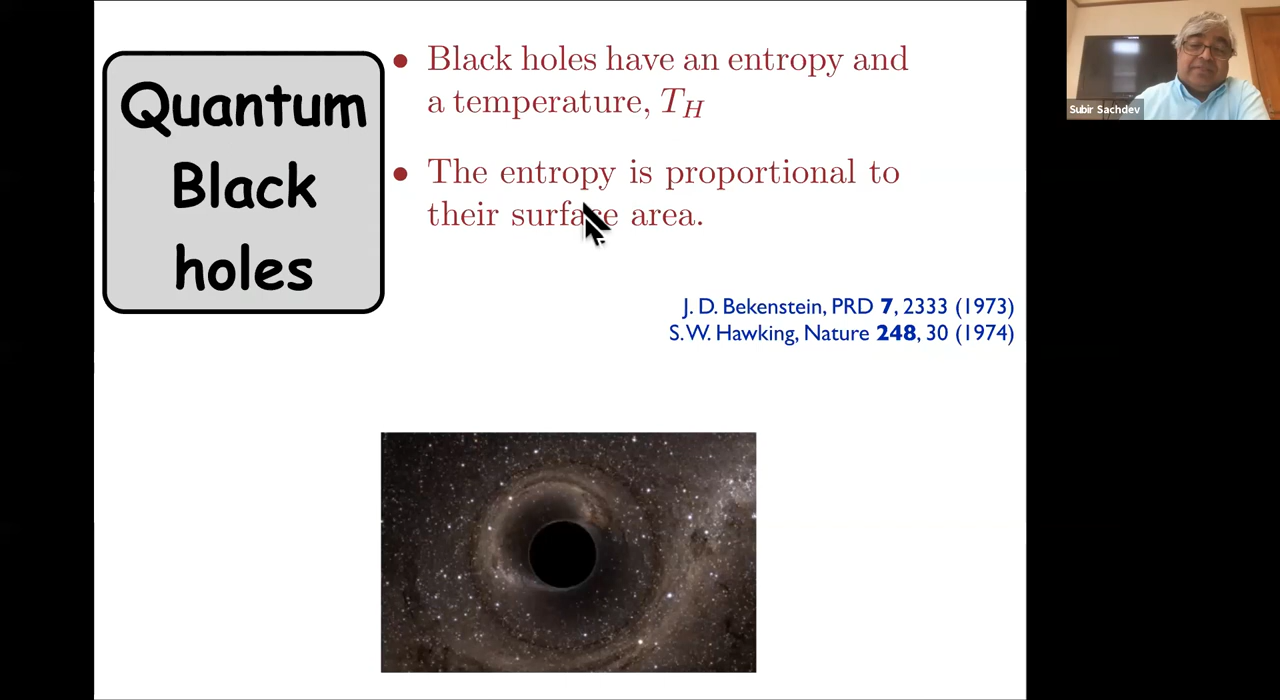 Quantum
Black
holes
• Black holes have an entropy and
a temperature, T_H
• The entropy is proportional to
their surface area.
J. D. Bekenstein, PRD 7, 2333 (1973)
S. W. Hawking, Nature 248, 30 (1974)
Subir Sachdev